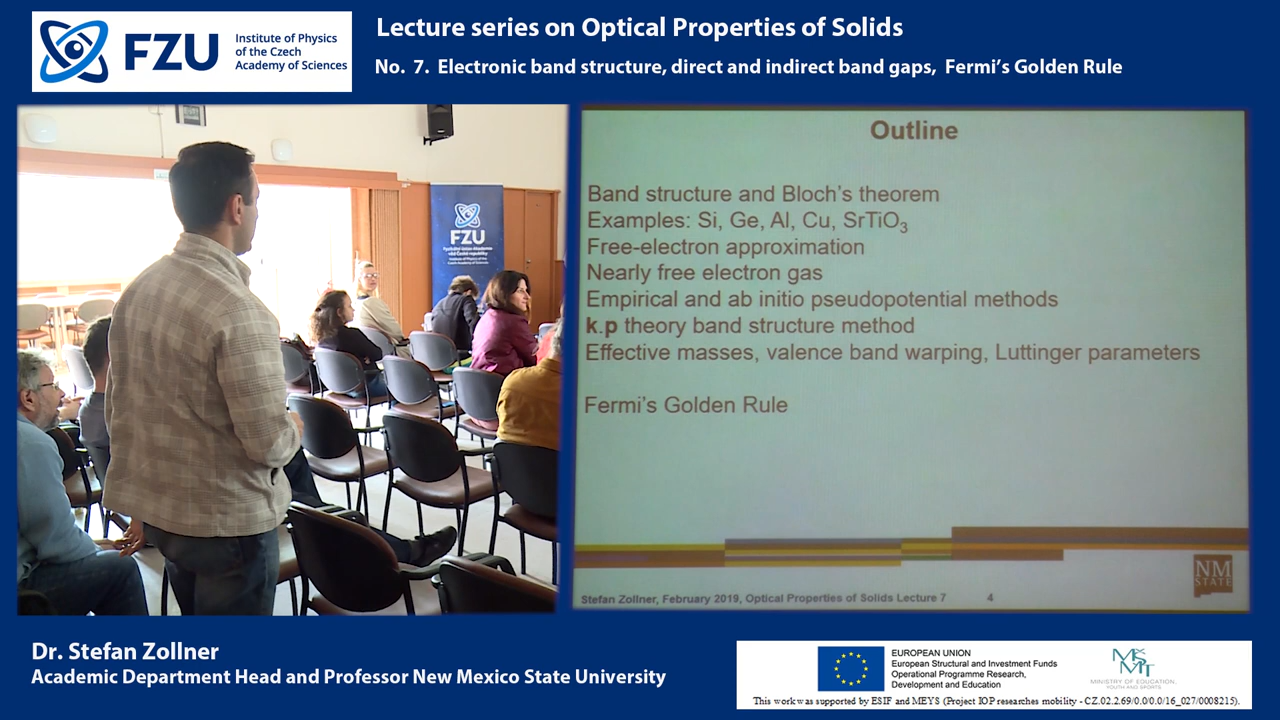 FZU
Institute of Physics
of the Czech
Academy of Sciences
Lecture series on Optical Properties of Solids
No. 7. Electronic band structure, direct and indirect band gaps, Fermi's Golden Rule
FZU
Outline
Band structure and Bloch's theorem
Examples: Si, Ge, Al, Cu, SrTiO₃
Free-electron approximation
Nearly free electron gas
Empirical and ab initio pseudopotential methods
k.p theory band structure method
Effective masses, valence band warping, Luttinger parameters
Fermi's Golden Rule
NM
STATE
Stefan Zollner, February 2019, Optical Properties of Solids Lecture 7 4
Dr. Stefan Zollner
Academic Department Head and Professor New Mexico State University
EUROPEAN UNION
European Structural and Investment Funds
Operational Programme Research,
Development and Education
MINISTRY OF EDUCATION,
YOUTH AND SPORTS
This work was supported by ESIF and MEYS (Project IOP researches mobility - CZ.02.2.69/0.0/0.0/16_027/0008215).